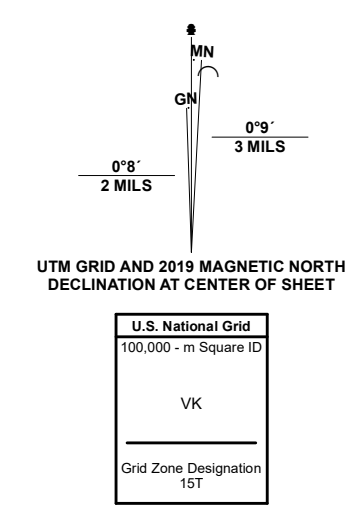 MN
GN
0°9´
3 MILS
0°8´
2 MILS
UTM GRID AND 2019 MAGNETIC NORTH
DECLINATION AT CENTER OF SHEET
U.S. National Grid
100,000 - m Square ID
VK
Grid Zone Designation
15T